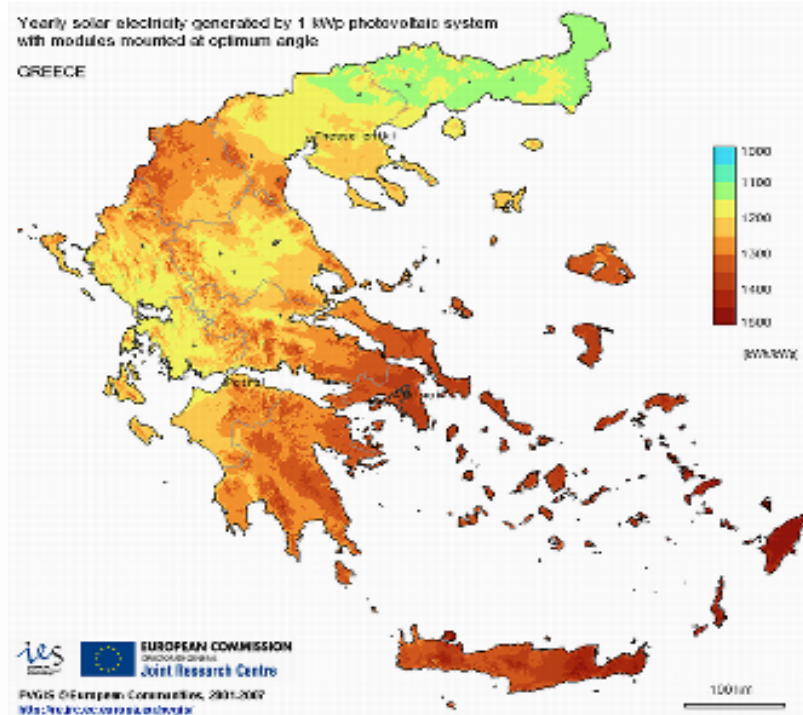 Yearly solar electricity generated by 1 kWp photovoltaic system
with modules mounted at optimum angle
GREECE
1000
1100
1200
1300
1400
1500
[kWh/kWp]
EUROPEAN COMMISSION
Joint Research Centre
PVGIS © European Communities, 2001-2007
100 km